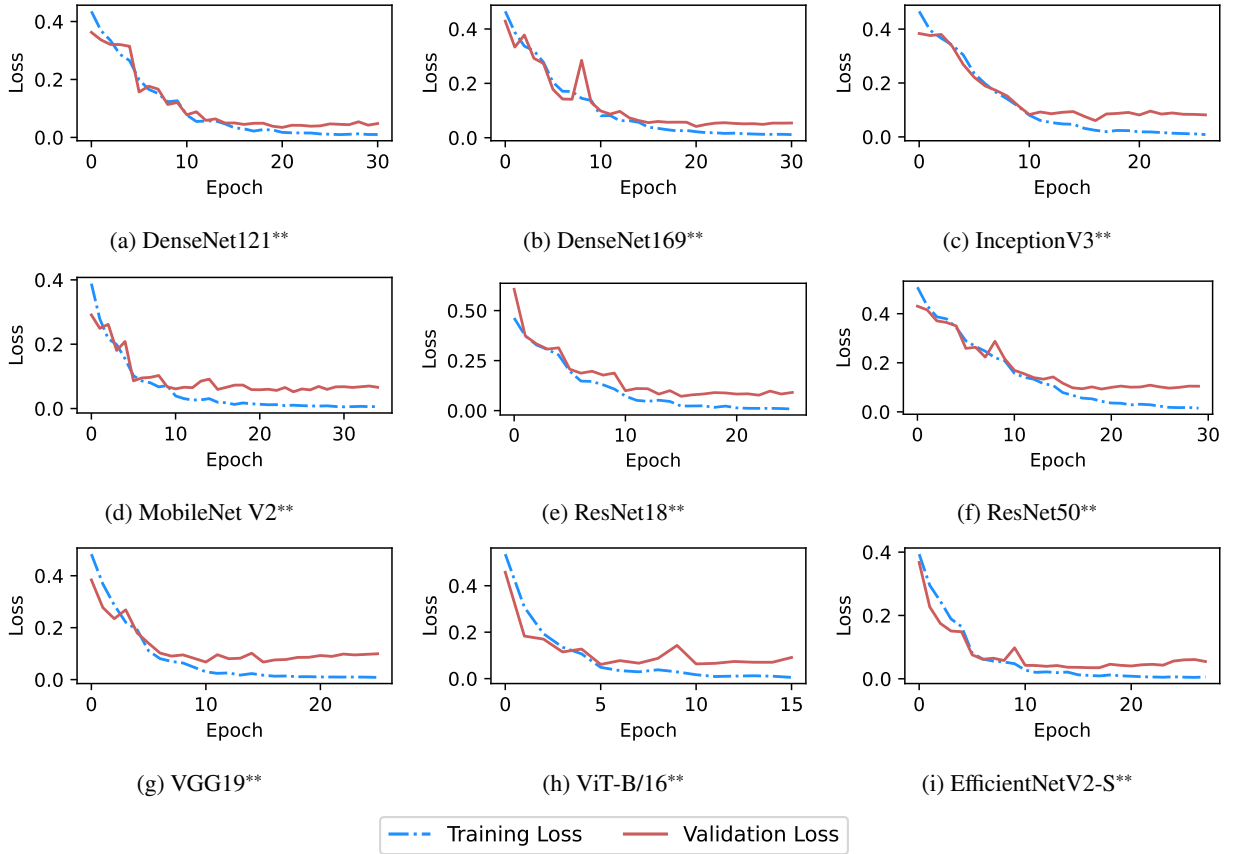 0.4
0.2
0.0
Loss
0
10
20
30
Epoch
(a) DenseNet121**
0.4
0.2
0.0
Loss
0
10
20
30
Epoch
(b) DenseNet169**
0.4
0.2
0.0
Loss
0
10
20
Epoch
(c) InceptionV3**
0.4
0.2
0.0
Loss
0
10
20
30
Epoch
(d) MobileNet V2**
0.50
0.25
0.00
Loss
0
10
20
Epoch
(e) ResNet18**
0.4
0.2
0.0
Loss
0
10
20
30
Epoch
(f) ResNet50**
0.4
0.2
0.0
Loss
0
10
20
Epoch
(g) VGG19**
0.4
0.2
0.0
Loss
0
5
10
15
Epoch
(h) ViT-B/16**
0.4
0.2
0.0
Loss
0
10
20
Epoch
(i) EfficientNetV2-S**
Training Loss
Validation Loss